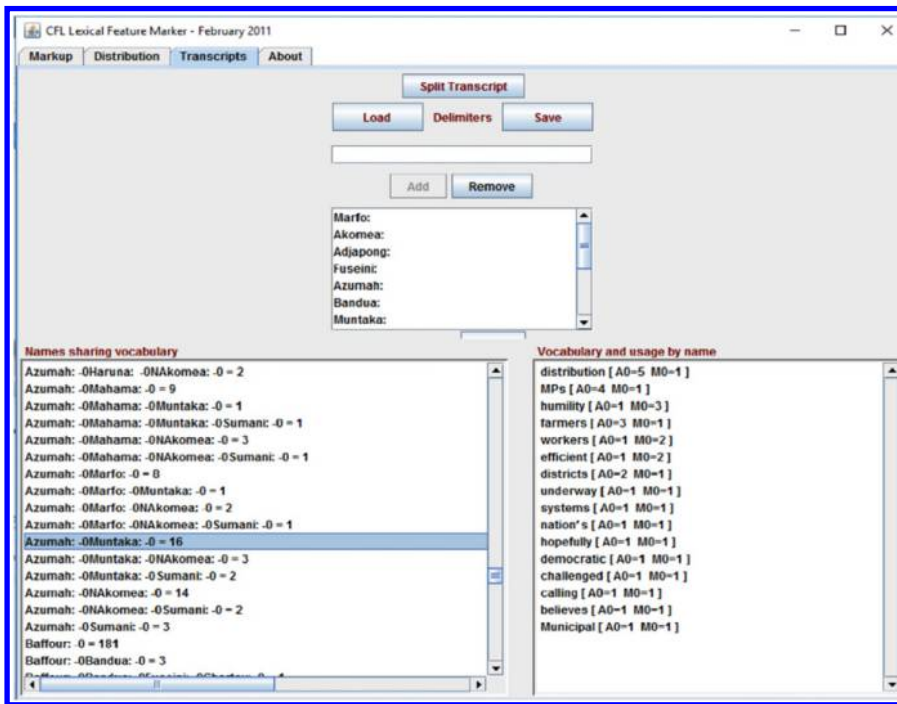 CFL Lexical Feature Marker - February 2011
Markup Distribution Transcripts About
Split Transcript
Load Delimiters Save
Add Remove
Marfo:
Akomea:
Adjapong:
Fuseini:
Azumah:
Bandua:
Muntaka:
Names sharing vocabulary
Azumah: -0Haruna: -0NAkomea: -0 = 2
Azumah: -0Mahama: -0 = 9
Azumah: -0Mahama: -0Muntaka: -0 = 1
Azumah: -0Mahama: -0Muntaka: -0Sumani: -0 = 1
Azumah: -0Mahama: -0NAkomea: -0 = 3
Azumah: -0Mahama: -0NAkomea: -0Sumani: -0 = 1
Azumah: -0Marfo: -0 = 8
Azumah: -0Marfo: -0Muntaka: -0 = 1
Azumah: -0Marfo: -0NAkomea: -0 = 2
Azumah: -0Marfo: -0NAkomea: -0Sumani: -0 = 1
Azumah: -0Muntaka: -0 = 16
Azumah: -0Muntaka: -0NAkomea: -0 = 3
Azumah: -0Muntaka: -0Sumani: -0 = 2
Azumah: -0NAkomea: -0 = 14
Azumah: -0NAkomea: -0Sumani: -0 = 2
Azumah: -0Sumani: -0 = 3
Baffour: -0 = 181
Baffour: -0Bandua: -0 = 3
Vocabulary and usage by name
distribution [ A0=5 M0=1 ]
MPs [ A0=4 M0=1 ]
humility [ A0=1 M0=3 ]
farmers [ A0=3 M0=1 ]
workers [ A0=1 M0=2 ]
efficient [ A0=1 M0=2 ]
districts [ A0=2 M0=1 ]
underway [ A0=1 M0=1 ]
systems [ A0=1 M0=1 ]
nation's [ A0=1 M0=1 ]
hopefully [ A0=1 M0=1 ]
democratic [ A0=1 M0=1 ]
challenged [ A0=1 M0=1 ]
calling [ A0=1 M0=1 ]
believes [ A0=1 M0=1 ]
Municipal [ A0=1 M0=1 ]